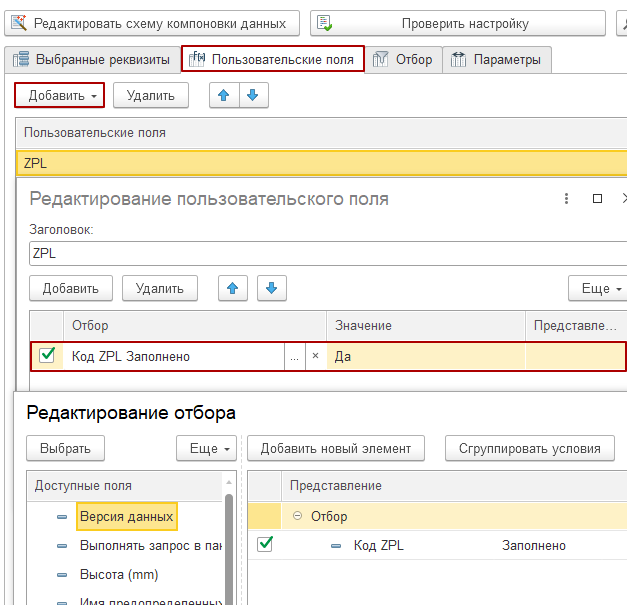 Редактировать схему компоновки данных Проверить настройку
Выбранные реквизиты Пользовательские поля Отбор Параметры
Добавить Удалить
Пользовательские поля
ZPL
Редактирование пользовательского поля
Заголовок:
ZPL
Добавить Удалить Еще
Отбор Значение Представле...
Код ZPL Заполнено ... × Да
Редактирование отбора
Выбрать Еще Добавить новый элемент Сгруппировать условия
Доступные поля Представление
Версия данных Отбор
Выполнять запрос в пак Код ZPL Заполнено
Высота (mm)
Имя предопределенных